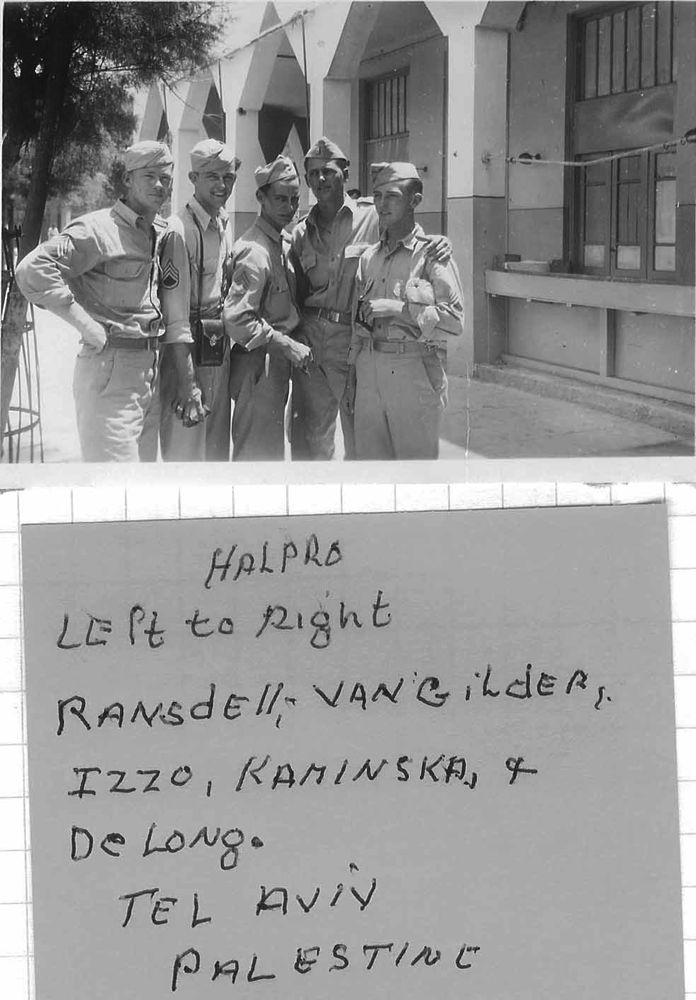 HALPRO
LEft to Right
RANSdEll, VAN GiLdER,
IZZO, KAMINSKA, &
De LONg.
TEL AVIV
PALESTINE